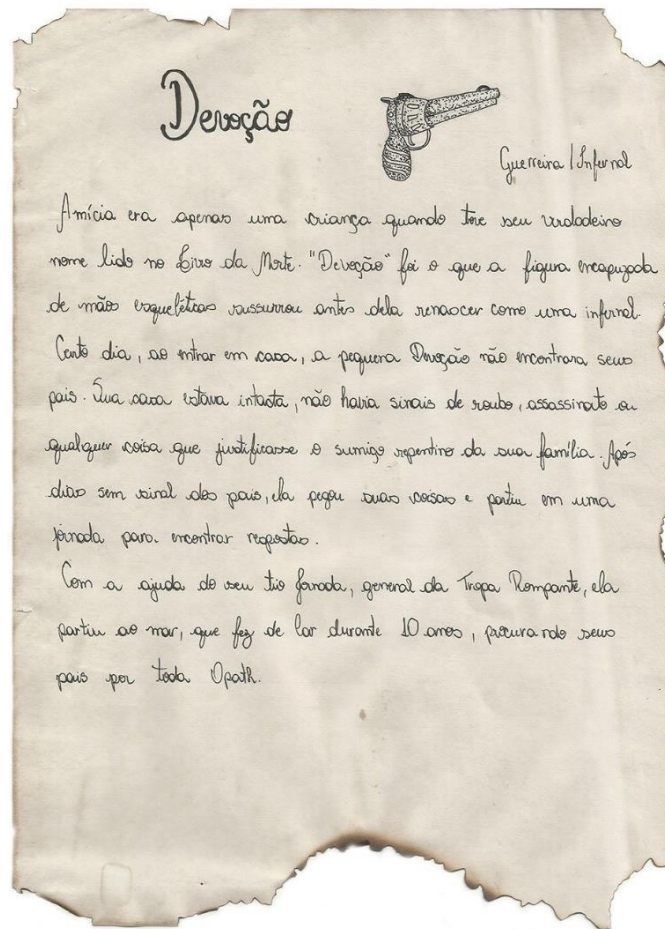 Devoção
Guerreira / Infernal
Amícia era apenas uma criança quando teve seu verdadeiro
nome lido no Livro da Morte. "Devoção" foi o que a figura encapuzada
de mãos esqueléticas sussurrou antes dela renascer como uma infernal.
Certo dia, ao entrar em casa, a pequena Devoção não encontrara seus
pais. Sua casa estava intacta, não havia sinais de roubo, assassinato ou
qualquer coisa que justificasse o sumiço repentino da sua família. Após
dias sem sinal dos pais, ela pegou suas coisas e partiu em uma
jornada para encontrar respostas.
Com a ajuda do seu tio Jornada, general da Tropa Rompante, ela
partiu ao mar, que fez de lar durante 10 anos, procurando seus
pais por toda Opath.